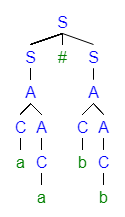 S
S # S
A A
C A C A
a C b C
a b